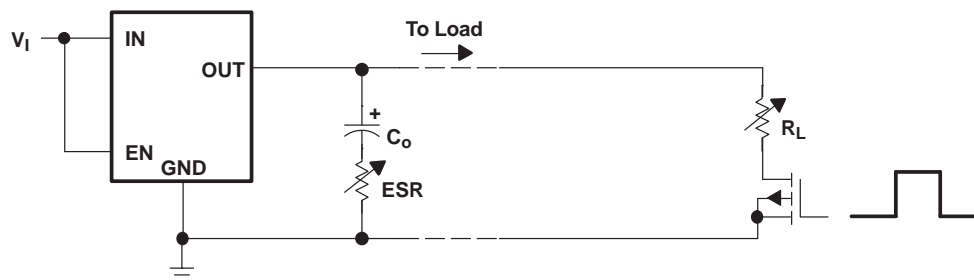 To Load
V_I
IN
OUT
+
C_o
R_L
EN
GND
ESR